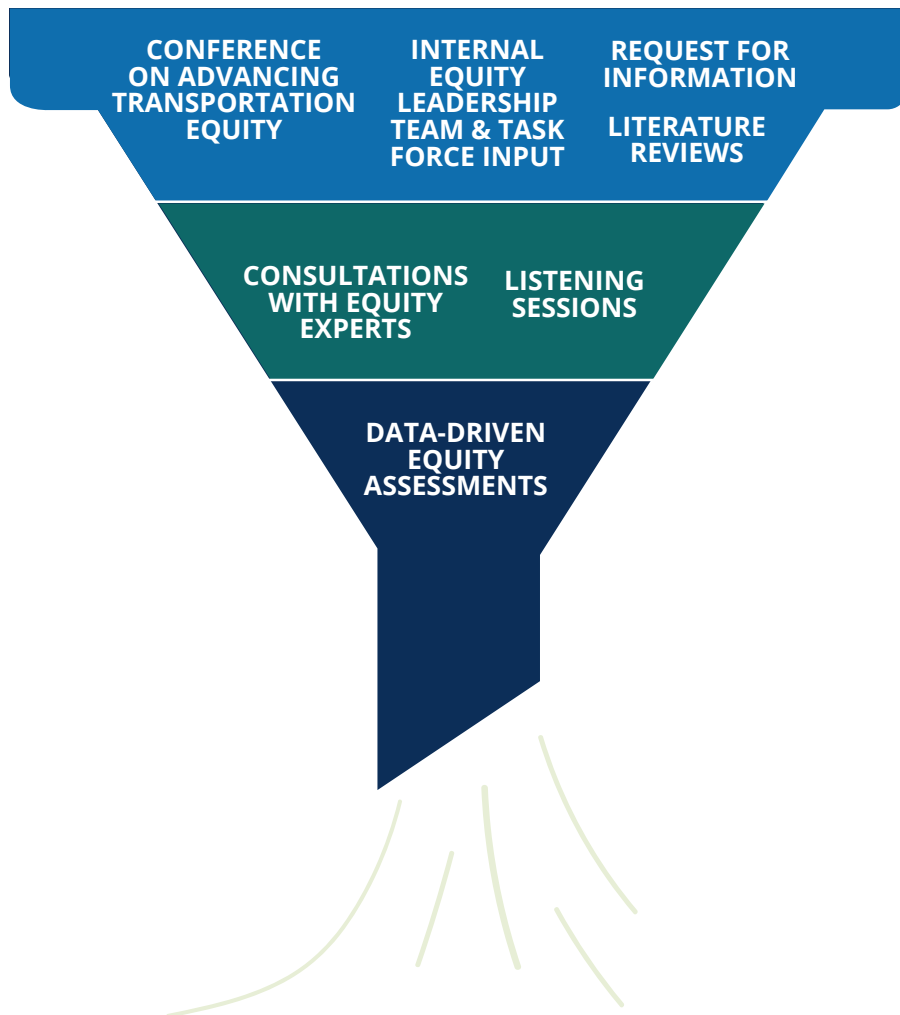 CONFERENCE
ON ADVANCING
TRANSPORTATION
EQUITY
INTERNAL
EQUITY
LEADERSHIP
TEAM & TASK
FORCE INPUT
REQUEST FOR
INFORMATION
LITERATURE
REVIEWS
CONSULTATIONS
WITH EQUITY
EXPERTS
LISTENING
SESSIONS
DATA-DRIVEN
EQUITY
ASSESSMENTS